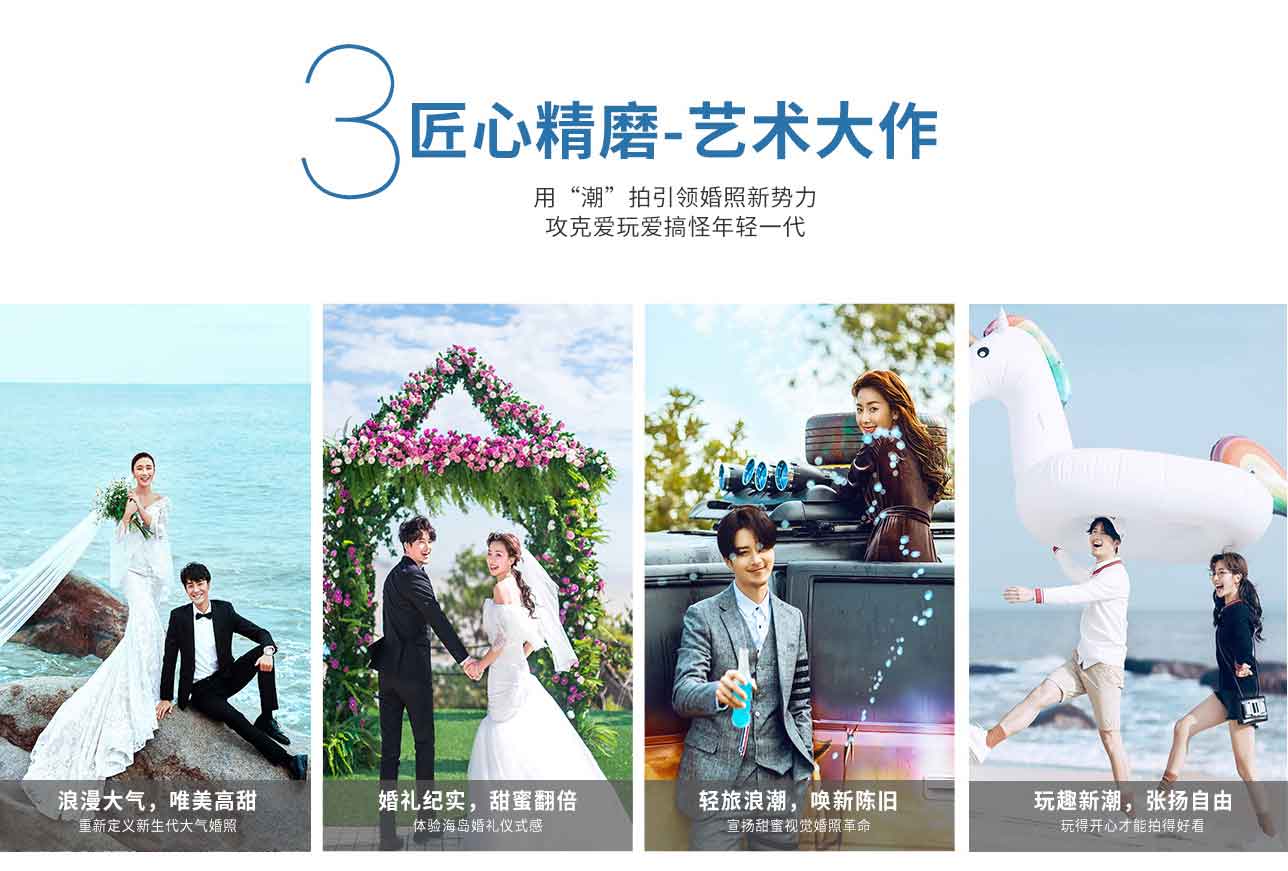 3 匠心精磨-艺术大作
用“潮”拍引领婚照新势力
攻克爱玩爱搞怪年轻一代
浪漫大气，唯美高甜
重新定义新生代大气婚照
婚礼纪实，甜蜜翻倍
体验海岛婚礼仪式感
轻旅浪潮，唤新陈旧
宣扬甜蜜视觉婚照革命
玩趣新潮，张扬自由
玩得开心才能拍得好看